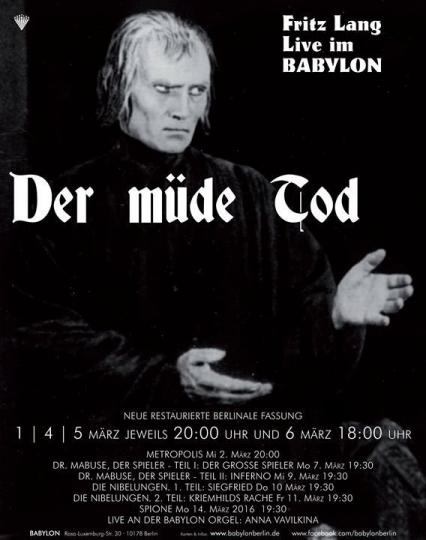 Fritz Lang
Live im
BABYLON
Der müde Tod
NEUE RESTAURIERTE BERLINALE FASSUNG
1 | 4 | 5 MÄRZ JEWEILS 20:00 UHR UND 6 MÄRZ 18:00 UHR
METROPOLIS Mi 2. MÄRZ 20:00
DR. MABUSE, DER SPIELER - TEIL I: DER GROSSE SPIELER Mo 7. MÄRZ 19:30
DR. MABUSE, DER SPIELER - TEIL II: INFERNO Mi 9. MÄRZ 19:30
DIE NIBELUNGEN. 1. TEIL: SIEGFRIED Do 10 MÄRZ 19:30
DIE NIBELUNGEN. 2. TEIL: KRIEMHILDS RACHE Fr 11. MÄRZ 19:30
SPIONE Mo 14. MÄRZ 2016 19:30
LIVE AN DER BABYLON ORGEL: ANNA VAVILKINA
BABYLON Rosa-Luxemburg-Str. 30 - 10178 Berlin Karten & Infos: www.babylonberlin.de www.facebook.com/babylonberlin